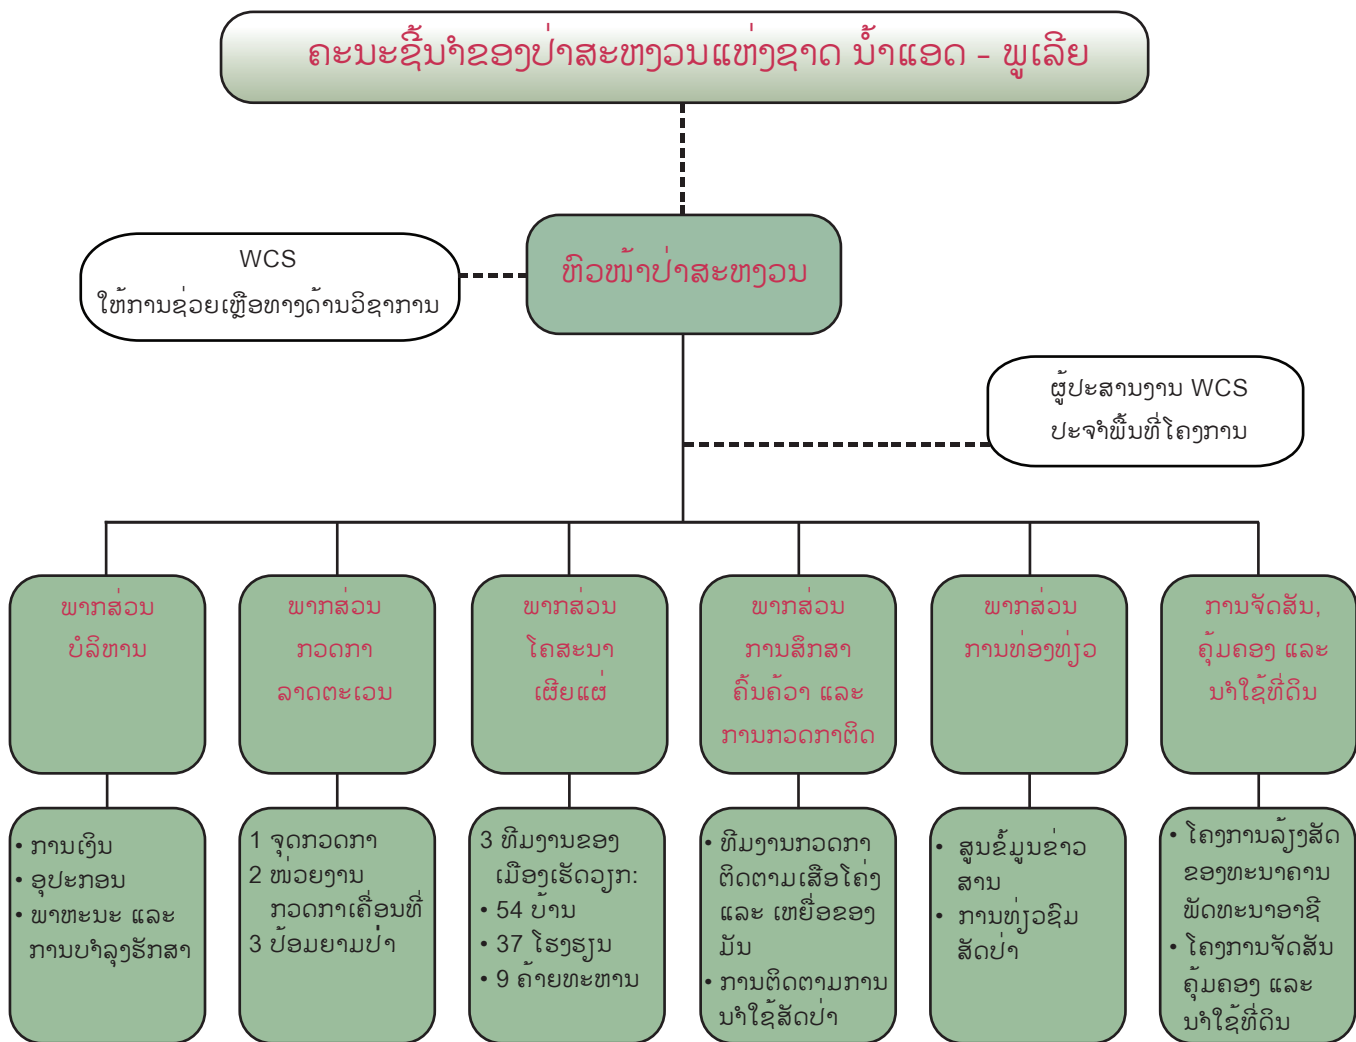 ຄະນະຊີ້ນຳຂອງປ່າສະຫງວນແຫ່ງຊາດ ນ້ຳແອດ - ພູເລີຍ
ຫົວໜ້າປ່າສະຫງວນ
WCS
ໃຫ້ການຊ່ວຍເຫຼືອທາງດ້ານວິຊາການ
ຜູ້ປະສານງານ WCS
ປະຈຳພື້ນທີ່ໂຄງການ
ພາກສ່ວນ
ບໍລິຫານ
ພາກສ່ວນ
ກວດກາ
ລາດຕະເວນ
ພາກສ່ວນ
ໂຄສະນາ
ເຜີຍແຜ່
ພາກສ່ວນ
ການສຶກສາ
ຄົ້ນຄ້ວາ ແລະ
ການກວດກາຕິດ
ພາກສ່ວນ
ການທ່ອງທ່ຽວ
ການຈັດສັນ,
ຄຸ້ມຄອງ ແລະ
ນຳໃຊ້ທີ່ດິນ
• ການເງິນ
• ອຸປະກອນ
• ພາຫະນະ ແລະ
ການບຳລຸງຮັກສາ
1 ຈຸດກວດກາ
2 ໜ່ວຍງານ
ກວດກາເຄື່ອນທີ່
3 ປ້ອມຍາມປ່າ
3 ທີມງານຂອງ
ເມືອງເຮັດວຽກ:
• 54 ບ້ານ
• 37 ໂຮງຮຽນ
• 9 ຄ້າຍທະຫານ
• ທີມງານກວດກາ
ຕິດຕາມເສືອໂຄ່ງ
ແລະ ເຫຍື່ອຂອງ
ມັນ
• ການຕິດຕາມການ
ນຳໃຊ້ສັດປ່າ
• ສູນຂໍ້ມູນຂ່າວ
ສານ
• ການທ່ຽວຊົມ
ສັດປ່າ
• ໂຄງການລ້ຽງສັດ
ຂອງທະນາຄານ
ພັດທະນາອາຊີ
• ໂຄງການຈັດສັນ
ຄຸ້ມຄອງ ແລະ
ນຳໃຊ້ທີ່ດິນ